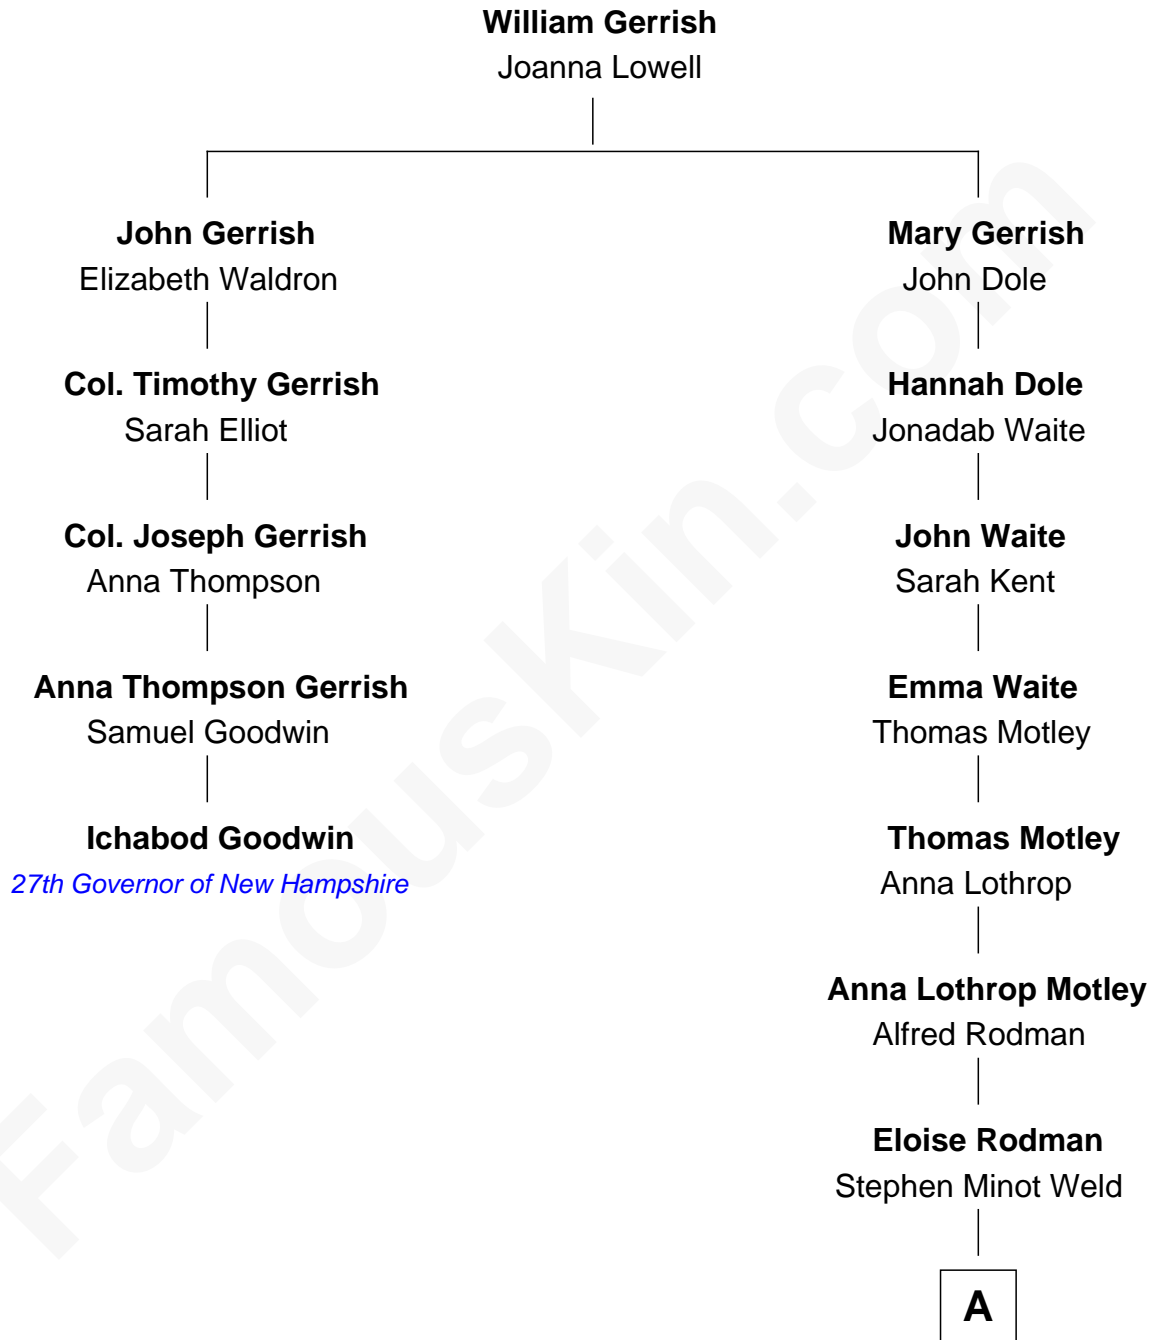 William Gerrish
Joanna Lowell
John Gerrish
Elizabeth Waldron
Col. Timothy Gerrish
Sarah Elliot
Col. Joseph Gerrish
Anna Thompson
Anna Thompson Gerrish
Samuel Goodwin
Ichabod Goodwin
27th Governor of New Hampshire
Mary Gerrish
John Dole
Hannah Dole
Jonadab Waite
John Waite
Sarah Kent
Emma Waite
Thomas Motley
Thomas Motley
Anna Lothrop
Anna Lothrop Motley
Alfred Rodman
Eloise Rodman
Stephen Minot Weld
A
FamousKin.com